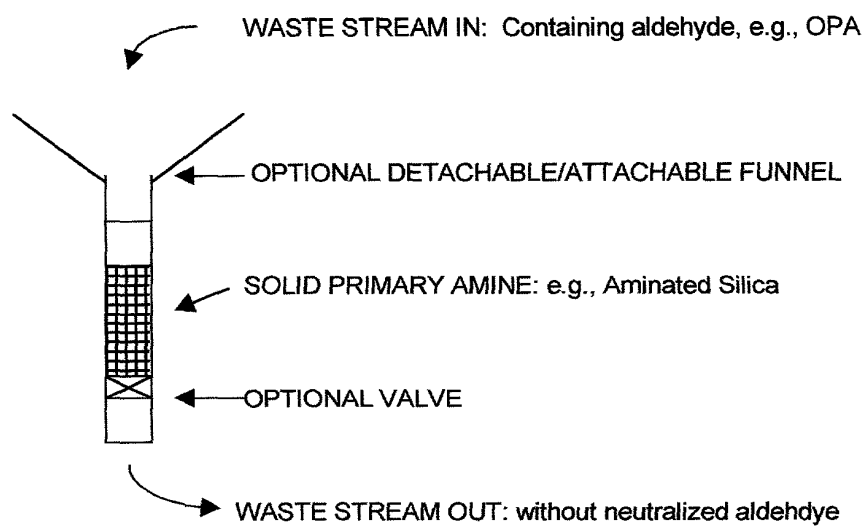 WASTE STREAM IN: Containing aldehyde, e.g., OPA
OPTIONAL DETACHABLE/ATTACHABLE FUNNEL
SOLID PRIMARY AMINE: e.g., Aminated Silica
OPTIONAL VALVE
WASTE STREAM OUT: without neutralized aldehdye